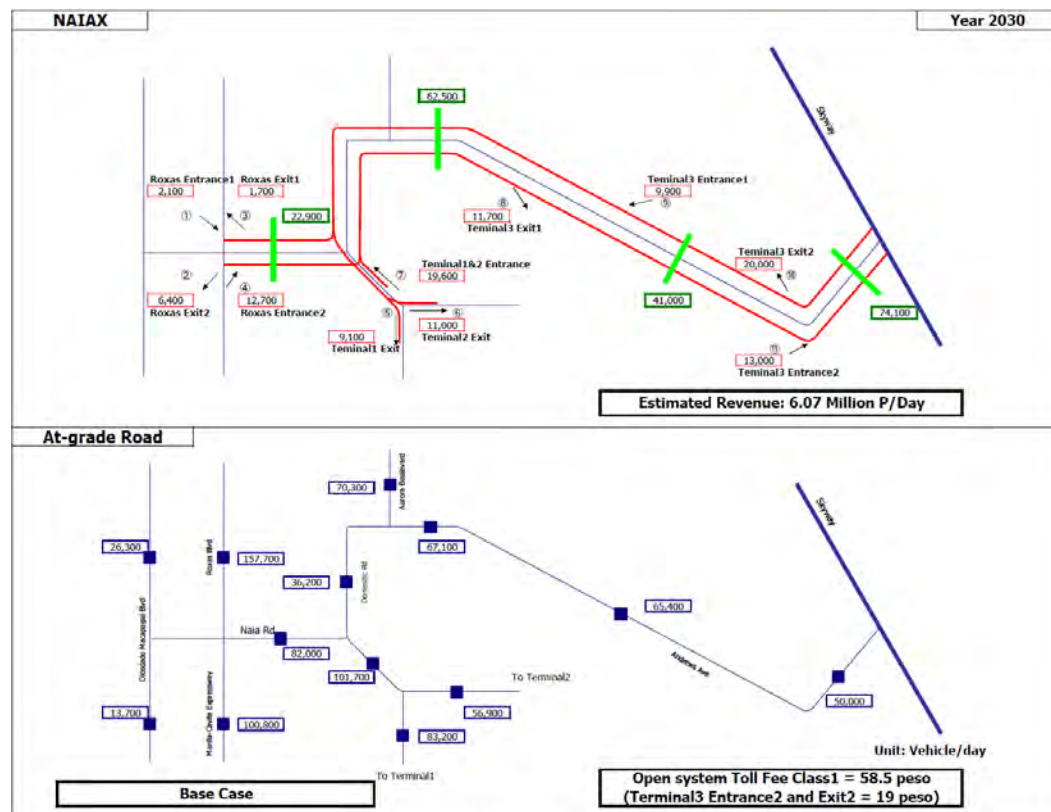 NAIAX
Year 2030
62,500
Skyway
Roxas Entrance1
2,100
Roxas Exit1
1,700
Teminal3 Entrance1
9,900
⑨
①
③
22,900
⑧
11,700
Teminal3 Exit1
Teminal3 Exit2
20,000
⑩
②
④
6,400
Roxas Exit2
12,700
Roxas Entrance2
⑦
Teminal1&2 Entrance
19,600
⑤
⑥
9,100
Teminal1 Exit
11,000
Teminal2 Exit
41,000
74,100
⑪
13,000
Teminal3 Entrance2
Estimated Revenue: 6.07 Million P/Day
At-grade Road
70,300
Aurora Boulevard
Skyway
26,300
Roxas Blvd
157,700
67,100
36,200
Domestic Rd
65,400
Diosdado Macapagal Blvd
Naia Rd
82,000
101,700
Andrews Ave
To Terminal2
56,900
50,000
13,700
Manila-Cavite Expressway
100,800
83,200
To Terminal1
Unit: Vehicle/day
Base Case
Open system Toll Fee Class1 = 58.5 peso
(Terminal3 Entrance2 and Exit2 = 19 peso)